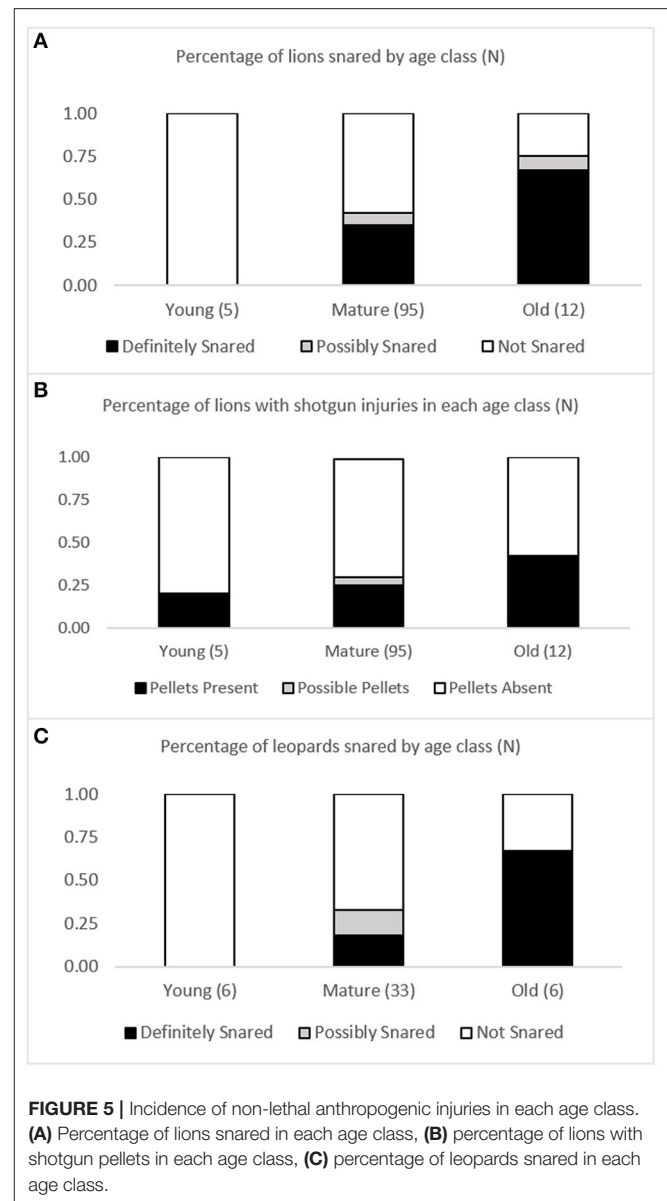 A
Percentage of lions snared by age class (N)
1.00
0.75
0.50
0.25
0.00
Young (5) Mature (95) Old (12)
Definitely Snared Possibly Snared Not Snared
B
Percentage of lions with shotgun injuries in each age class (N)
1.00
0.75
0.50
0.25
0.00
Young (5) Mature (95) Old (12)
Pellets Present Possible Pellets Pellets Absent
C
Percentage of leopards snared by age class (N)
1.00
0.75
0.50
0.25
0.00
Young (6) Mature (33) Old (6)
Definitely Snared Possibly Snared Not Snared
FIGURE 5 | Incidence of non-lethal anthropogenic injuries in each age class.
(A) Percentage of lions snared in each age class, (B) percentage of lions with
shotgun pellets in each age class, (C) percentage of leopards snared in each
age class.